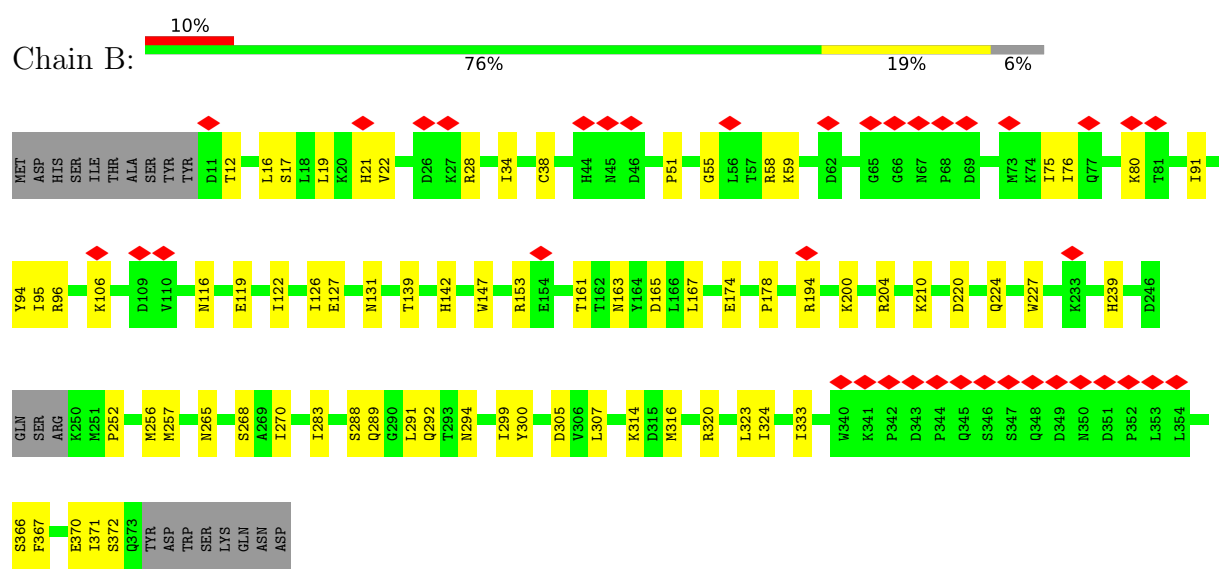 10%
Chain B:
76% 19% 6%
MET ASP HIS SER ILE THR ALA SER TYR TYR D11 T12 L16 S17 L18 L19 K20 H21 V22 D26 K27 R28 I34 C38 H44 N45 D46 P51 G55 L56 T57 R58 K59 D62 G65 G66 N67 P68 D69 M73 K74 I75 I76 Q77 K80 T81 I91
Y94 I95 R96 K106 D109 V110 N116 E119 I122 I126 E127 N131 T139 H142 W147 R153 E154 T161 T162 N163 Y164 D165 L166 L167 E174 P178 R194 K200 R204 K210 D220 Q224 W227 K233 H239 D246
GLN SER ARG K250 M251 P252 M256 M257 N265 S268 A269 I270 I283 S288 Q289 G290 L291 Q292 T293 N294 I299 Y300 D305 V306 L307 K314 D315 M316 R320 L323 I324 I333 W340 K341 P342 D343 P344 Q345 S346 S347 Q348 D349 N350 D351 P352 L353 L354
S366 F367 E370 I371 S372 Q373 TYR ASP TRP SER LYS GLN ASN ASP